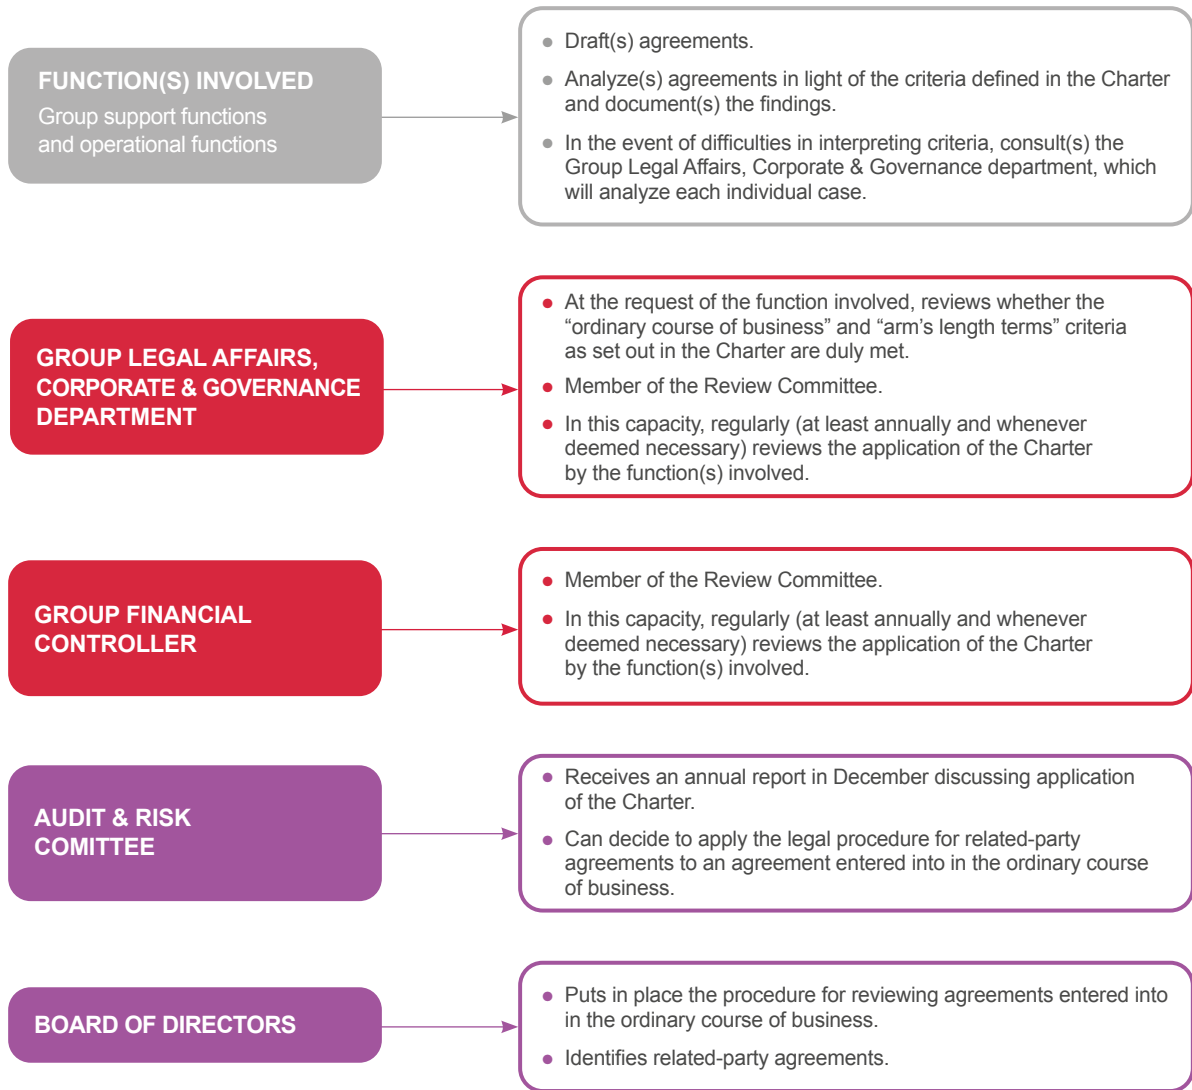 FUNCTION(S) INVOLVED
Group support functions
and operational functions
● Draft(s) agreements.
● Analyze(s) agreements in light of the criteria defined in the Charter
and document(s) the findings.
● In the event of difficulties in interpreting criteria, consult(s) the
Group Legal Affairs, Corporate & Governance department, which
will analyze each individual case.
GROUP LEGAL AFFAIRS,
CORPORATE & GOVERNANCE
DEPARTMENT
● At the request of the function involved, reviews whether the
“ordinary course of business” and “arm’s length terms” criteria
as set out in the Charter are duly met.
● Member of the Review Committee.
● In this capacity, regularly (at least annually and whenever
deemed necessary) reviews the application of the Charter
by the function(s) involved.
GROUP FINANCIAL
CONTROLLER
● Member of the Review Committee.
● In this capacity, regularly (at least annually and whenever
deemed necessary) reviews the application of the Charter
by the function(s) involved.
AUDIT & RISK
COMITTEE
● Receives an annual report in December discussing application
of the Charter.
● Can decide to apply the legal procedure for related-party
agreements to an agreement entered into in the ordinary course
of business.
BOARD OF DIRECTORS
● Puts in place the procedure for reviewing agreements entered into
in the ordinary course of business.
● Identifies related-party agreements.